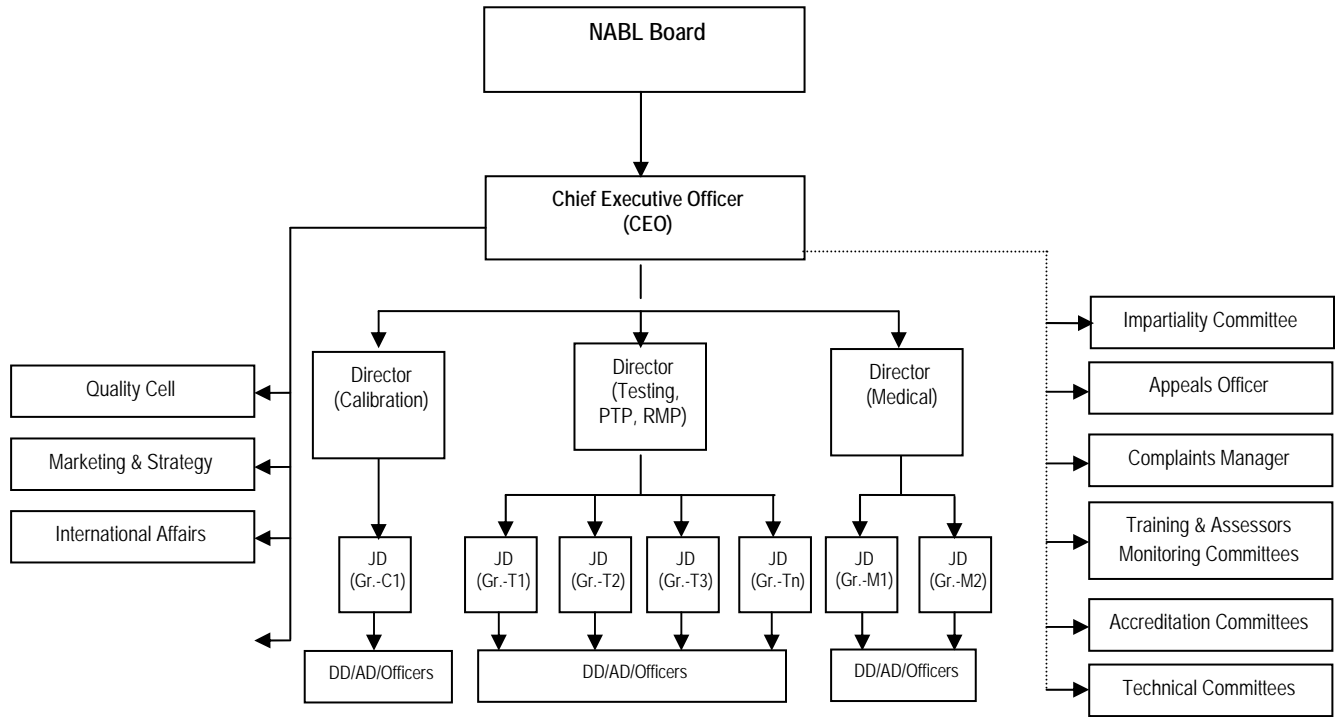 NABL Board
Chief Executive Officer
(CEO)
Impartiality Committee
Director
(Calibration)
Director
(Testing,
PTP, RMP)
Director
(Medical)
Quality Cell
Appeals Officer
Marketing & Strategy
Complaints Manager
International Affairs
Training & Assessors
Monitoring Committees
JD
(Gr.-C1)
JD
(Gr.-T1)
JD
(Gr.-T2)
JD
(Gr.-T3)
JD
(Gr.-Tn)
JD
(Gr.-M1)
JD
(Gr.-M2)
Accreditation Committees
DD/AD/Officers
DD/AD/Officers
DD/AD/Officers
Technical Committees